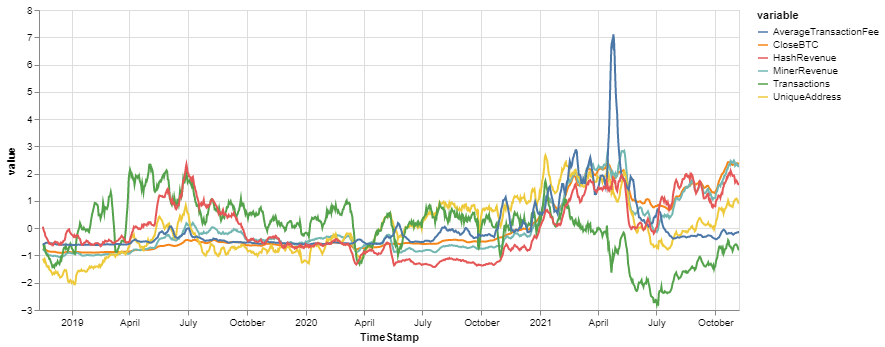 8
7
6
5
4
3
2
1
0
−1
−2
−3
value
2019 April July October 2020 April July October 2021 April July October
TimeStamp
variable
AverageTransactionFee
CloseBTC
HashRevenue
MinerRevenue
Transactions
UniqueAddress